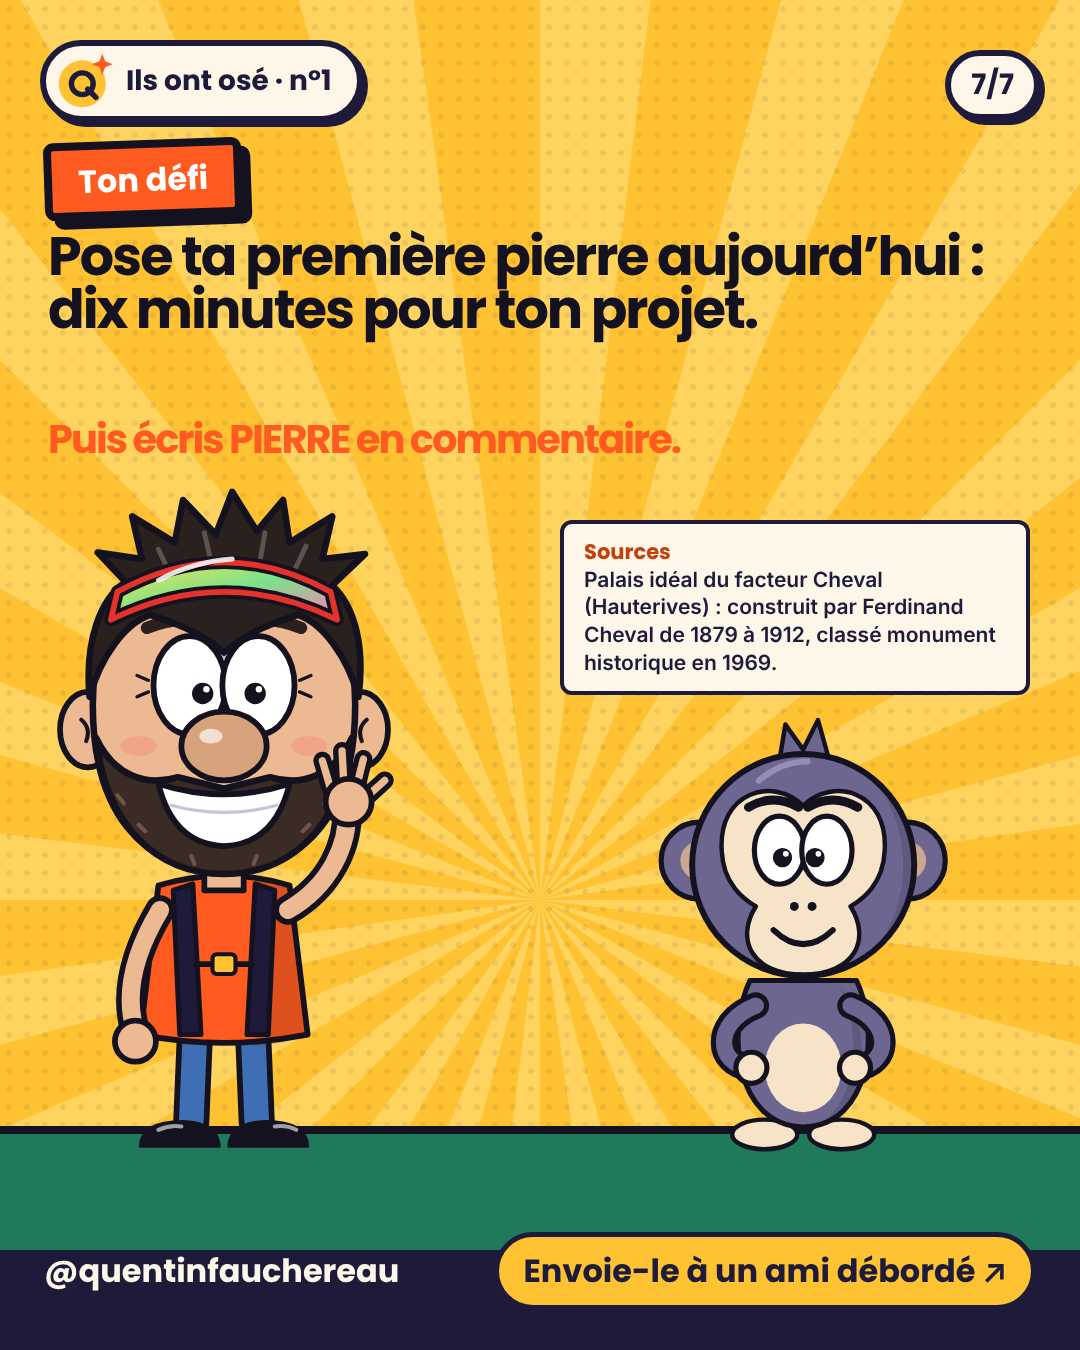 Q Ils ont osé · n°1
7/7
Ton défi
Pose ta première pierre aujourd’hui :
dix minutes pour ton projet.
Puis écris PIERRE en commentaire.
Sources
Palais idéal du facteur Cheval
(Hauterives) : construit par Ferdinand
Cheval de 1879 à 1912, classé monument
historique en 1969.
@quentinfauchereau
Envoie-le à un ami débordé ↗